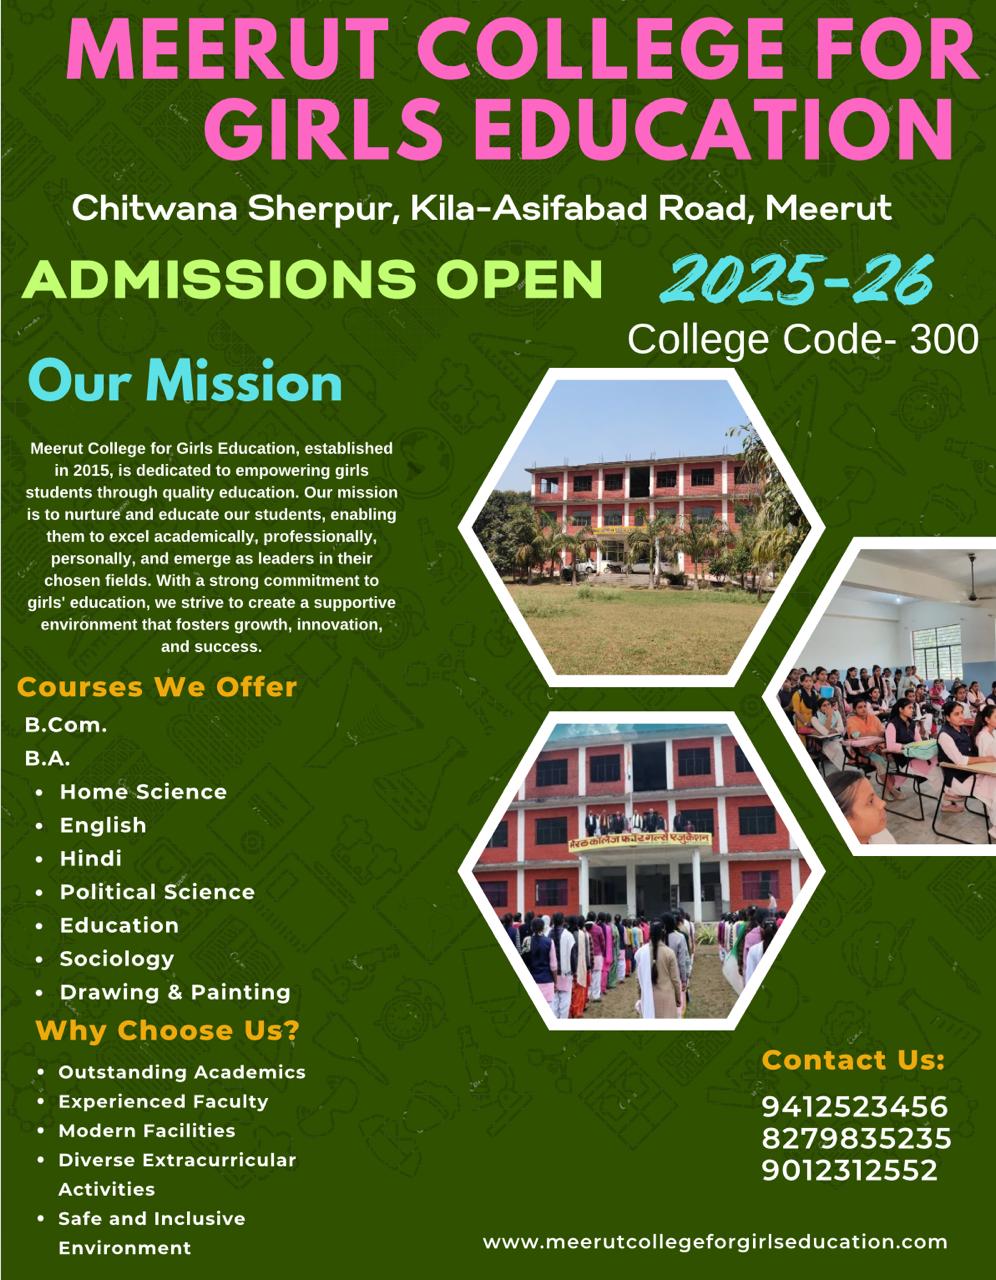 MEERUT COLLEGE FOR
GIRLS EDUCATION
Chitwana Sherpur, Kila-Asifabad Road, Meerut
ADMISSIONS OPEN 2025-26
College Code- 300
Our Mission
Meerut College for Girls Education, established
in 2015, is dedicated to empowering girls
students through quality education. Our mission
is to nurture and educate our students, enabling
them to excel academically, professionally,
personally, and emerge as leaders in their
chosen fields. With a strong commitment to
girls' education, we strive to create a supportive
environment that fosters growth, innovation,
and success.
Courses We Offer
B.Com.
B.A.
• Home Science
• English
• Hindi
• Political Science
• Education
• Sociology
• Drawing & Painting
Why Choose Us?
• Outstanding Academics
• Experienced Faculty
• Modern Facilities
• Diverse Extracurricular
Activities
• Safe and Inclusive
Environment
मेरठ कॉलेज फॉर गर्ल्स एजुकेशन
Contact Us:
9412523456
8279835235
9012312552
www.meerutcollegeforgirlseducation.com